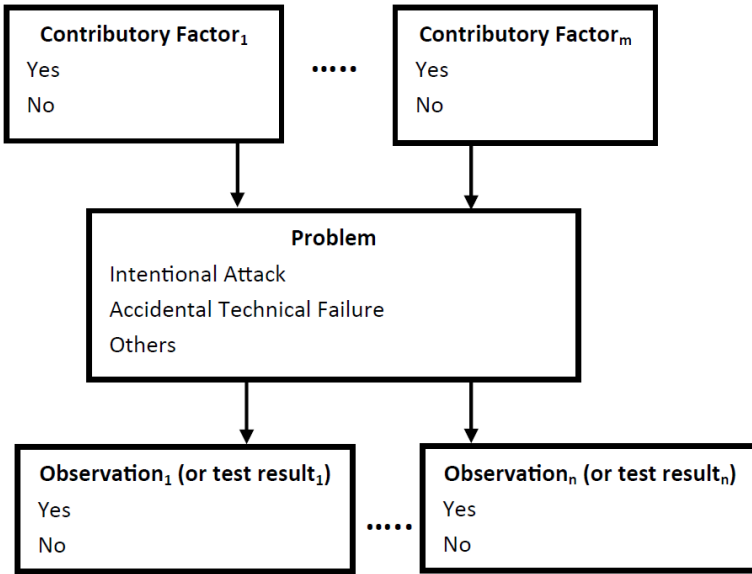 Contributory Factor₁
Yes
No
.....
Contributory Factorₘ
Yes
No
Problem
Intentional Attack
Accidental Technical Failure
Others
Observation₁ (or test result₁)
Yes
No
.....
Observationₙ (or test resultₙ)
Yes
No